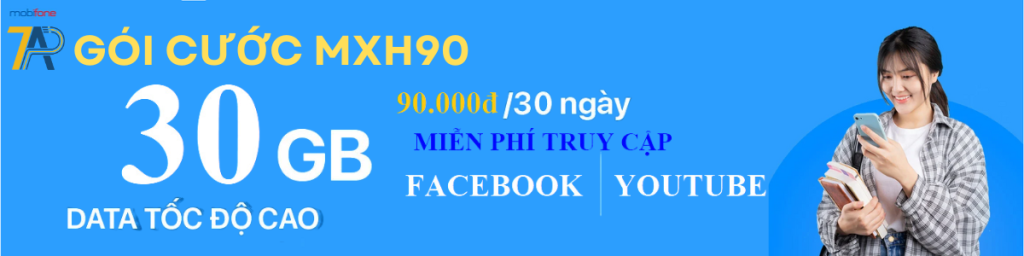 mobifone
7AP
GÓI CƯỚC MXH90
30 GB
DATA TỐC ĐỘ CAO
90.000đ /30 ngày
MIỄN PHÍ TRUY CẬP
FACEBOOK
YOUTUBE